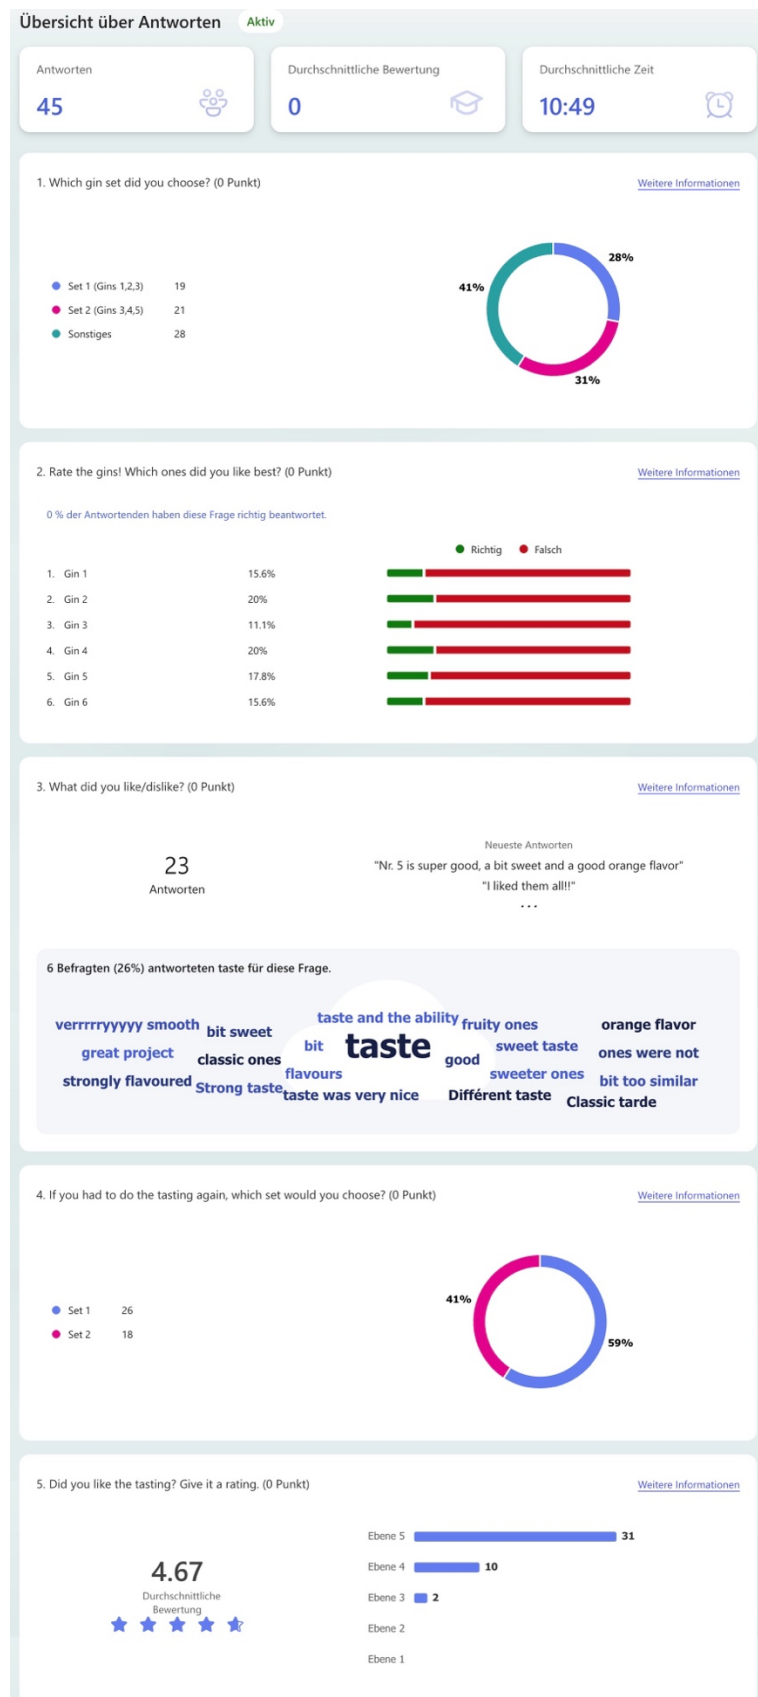 Übersicht über Antworten Aktiv
Antworten
45
Durchschnittliche Bewertung
0
Durchschnittliche Zeit
10:49
1. Which gin set did you choose? (0 Punkt)
Weitere Informationen
Set 1 (Gins 1,2,3) 19
Set 2 (Gins 3,4,5) 21
Sonstiges 28
28%
41%
31%
2. Rate the gins! Which ones did you like best? (0 Punkt)
Weitere Informationen
0 % der Antwortenden haben diese Frage richtig beantwortet.
Richtig Falsch
1. Gin 1 15.6%
2. Gin 2 20%
3. Gin 3 11.1%
4. Gin 4 20%
5. Gin 5 17.8%
6. Gin 6 15.6%
3. What did you like/dislike? (0 Punkt)
Weitere Informationen
23
Antworten
Neueste Antworten
"Nr. 5 is super good, a bit sweet and a good orange flavor"
"I liked them all!!"
...
6 Befragten (26%) antworteten taste für diese Frage.
verrrrryyyyy smooth
bit sweet
taste and the ability
fruity ones
orange flavor
great project
classic ones
bit
taste
good
sweet taste
ones were not
strongly flavoured
Strong taste
flavours
taste was very nice
sweeter ones
Différent taste
bit too similar
Classic tarde
4. If you had to do the tasting again, which set would you choose? (0 Punkt)
Weitere Informationen
Set 1 26
Set 2 18
41%
59%
5. Did you like the tasting? Give it a rating. (0 Punkt)
Weitere Informationen
4.67
Durchschnittliche
Bewertung
Ebene 5 31
Ebene 4 10
Ebene 3 2
Ebene 2
Ebene 1